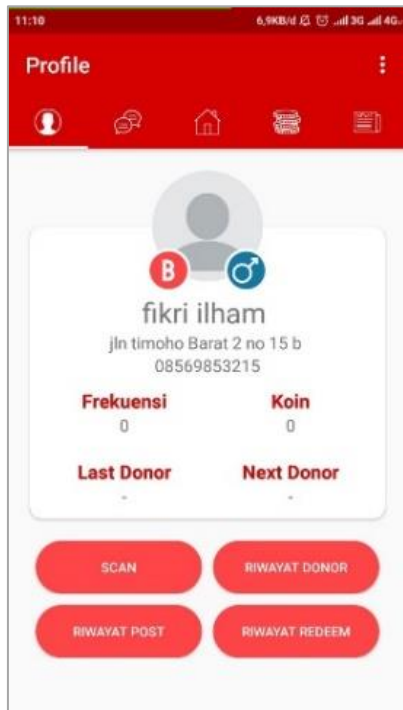 11:10 6,9KB/d 3G 4G
Profile
B
fikri ilham
jln timoho Barat 2 no 15 b
08569853215
Frekuensi Koin
0 0
Last Donor Next Donor
- -
SCAN RIWAYAT DONOR
RIWAYAT POST RIWAYAT REDEEM